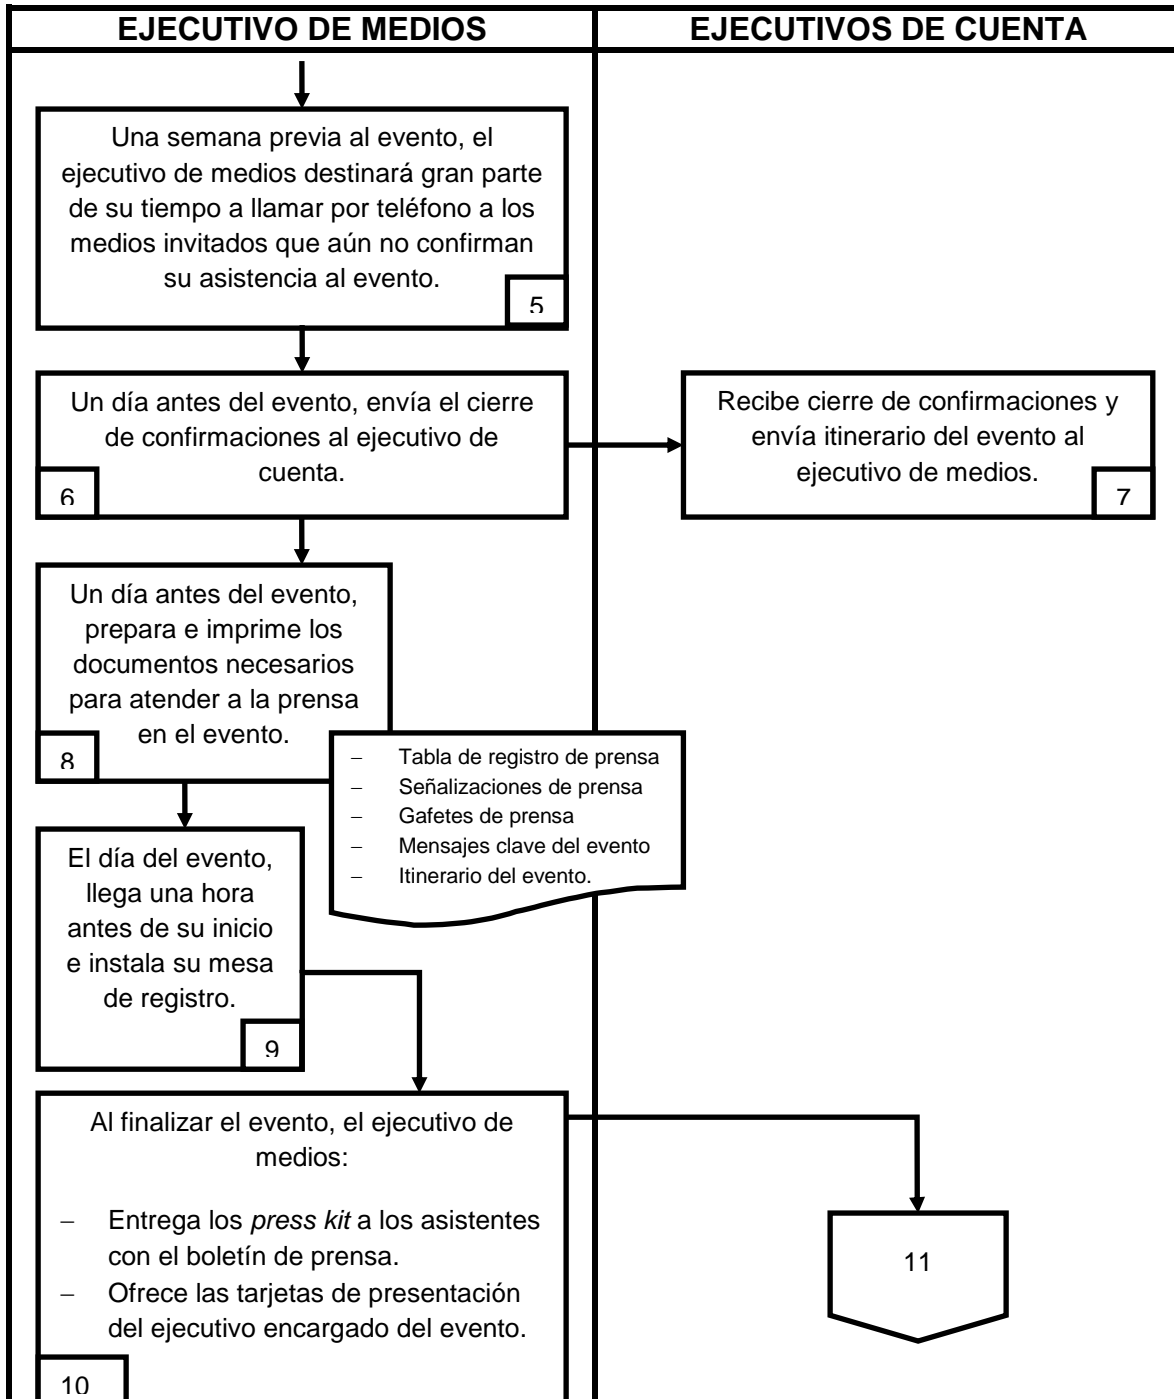 EJECUTIVO DE MEDIOS
EJECUTIVOS DE CUENTA
Una semana previa al evento, el
ejecutivo de medios destinará gran parte
de su tiempo a llamar por teléfono a los
medios invitados que aún no confirman
su asistencia al evento.
5
Un día antes del evento, envía el cierre
de confirmaciones al ejecutivo de
cuenta.
6
Recibe cierre de confirmaciones y
envía itinerario del evento al
ejecutivo de medios.
7
Un día antes del evento,
prepara e imprime los
documentos necesarios
para atender a la prensa
en el evento.
8
– Tabla de registro de prensa
– Señalizaciones de prensa
– Gafetes de prensa
– Mensajes clave del evento
– Itinerario del evento.
El día del evento,
llega una hora
antes de su inicio
e instala su mesa
de registro.
9
Al finalizar el evento, el ejecutivo de
medios:
– Entrega los press kit a los asistentes
con el boletín de prensa.
– Ofrece las tarjetas de presentación
del ejecutivo encargado del evento.
10
11